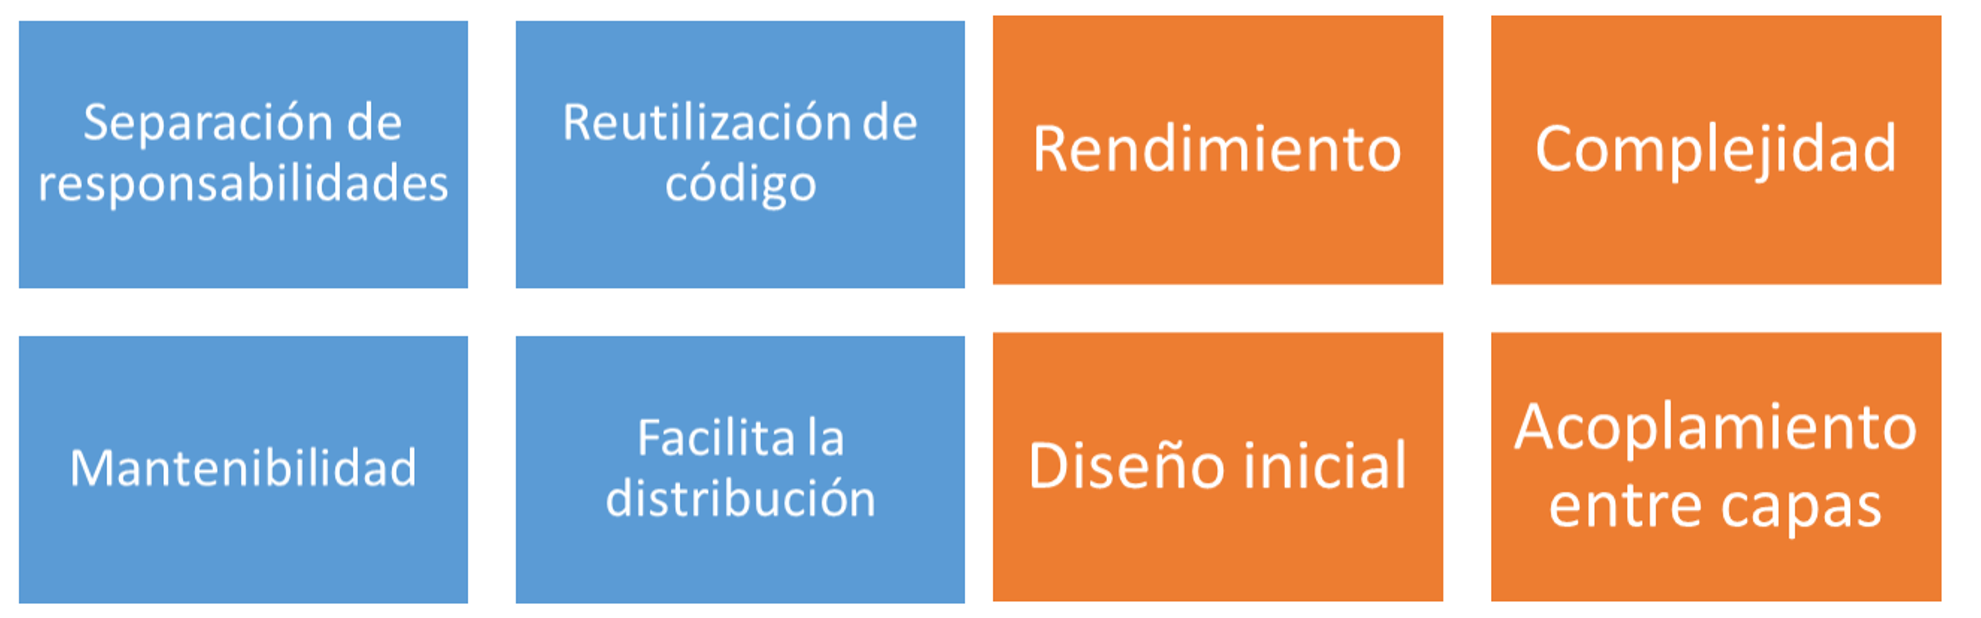 Separación de
responsabilidades
Reutilización de
código
Rendimiento
Complejidad
Mantenibilidad
Facilita la
distribución
Diseño inicial
Acoplamiento
entre capas